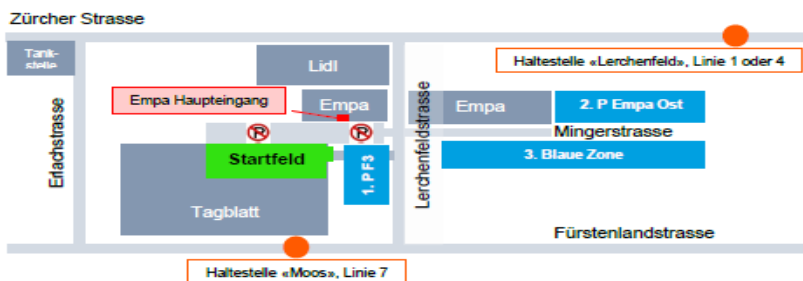 Zürcher Strasse
Tank-
stelle
Lidl
Haltestelle «Lerchenfeld», Linie 1 oder 4
Empa Haupteingang
Empa
Empa
2. P Empa Ost
Erlachstrasse
Lerchenfeldstrasse
P
P
Mingerstrasse
Startfeld
1. PF3
3. Blaue Zone
Tagblatt
Fürstenlandstrasse
Haltestelle «Moos», Linie 7